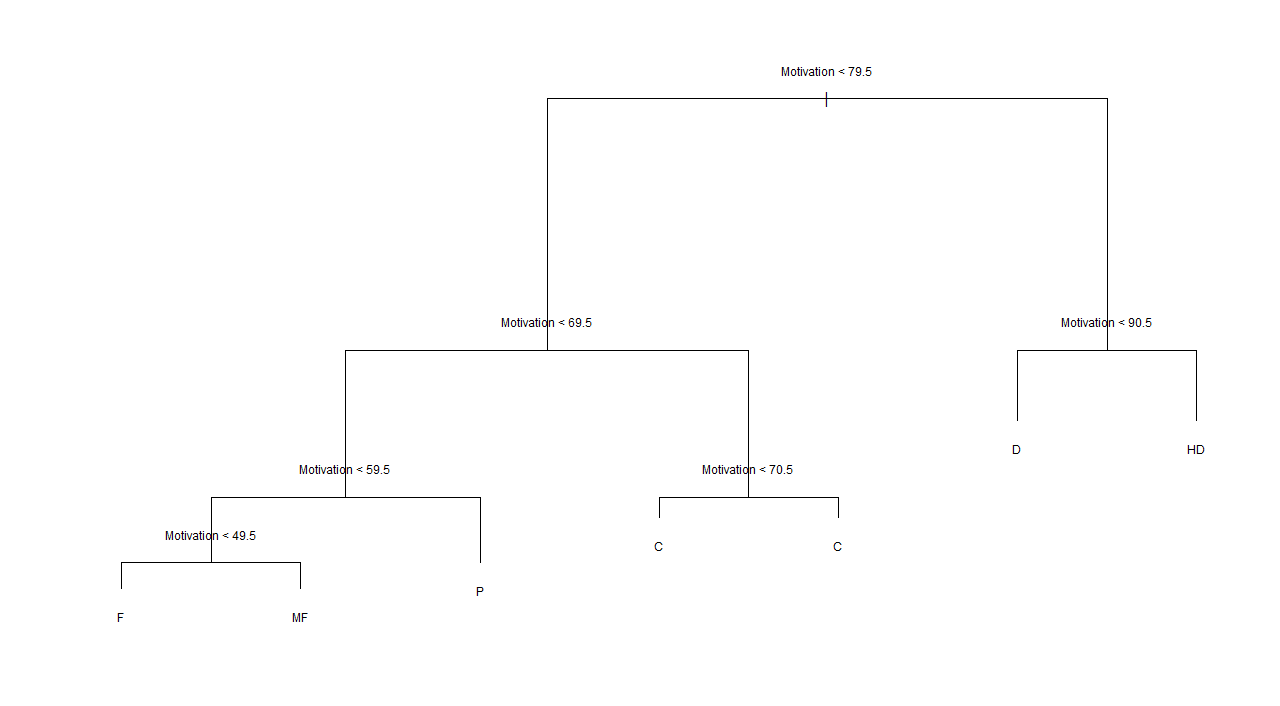 Motivation < 79.5
Motivation < 69.5
Motivation < 90.5
D
HD
Motivation < 59.5
Motivation < 70.5
Motivation < 49.5
C
C
P
F
MF